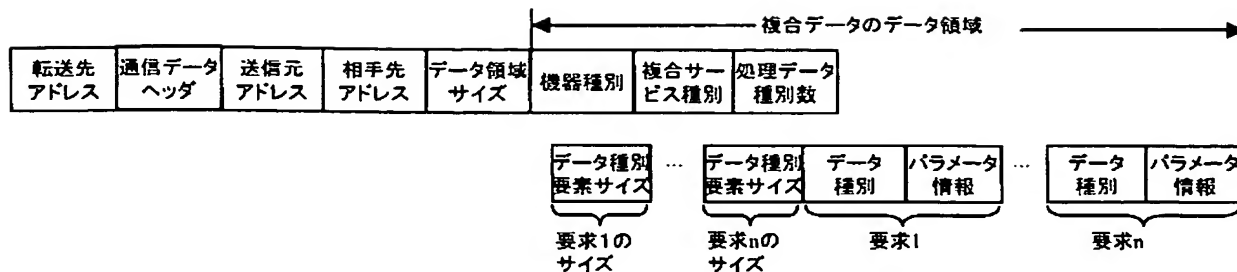 複合データのデータ領域
転送先
アドレス
通信データ
ヘッダ
送信元
アドレス
相手先
アドレス
データ領域
サイズ
機器種別
複合サー
ビス種別
処理データ
種別数
データ種別
要素サイズ
…
データ種別
要素サイズ
データ
種別
パラメータ
情報
…
データ
種別
パラメータ
情報
要求1の
サイズ
要求nの
サイズ
要求1
要求n